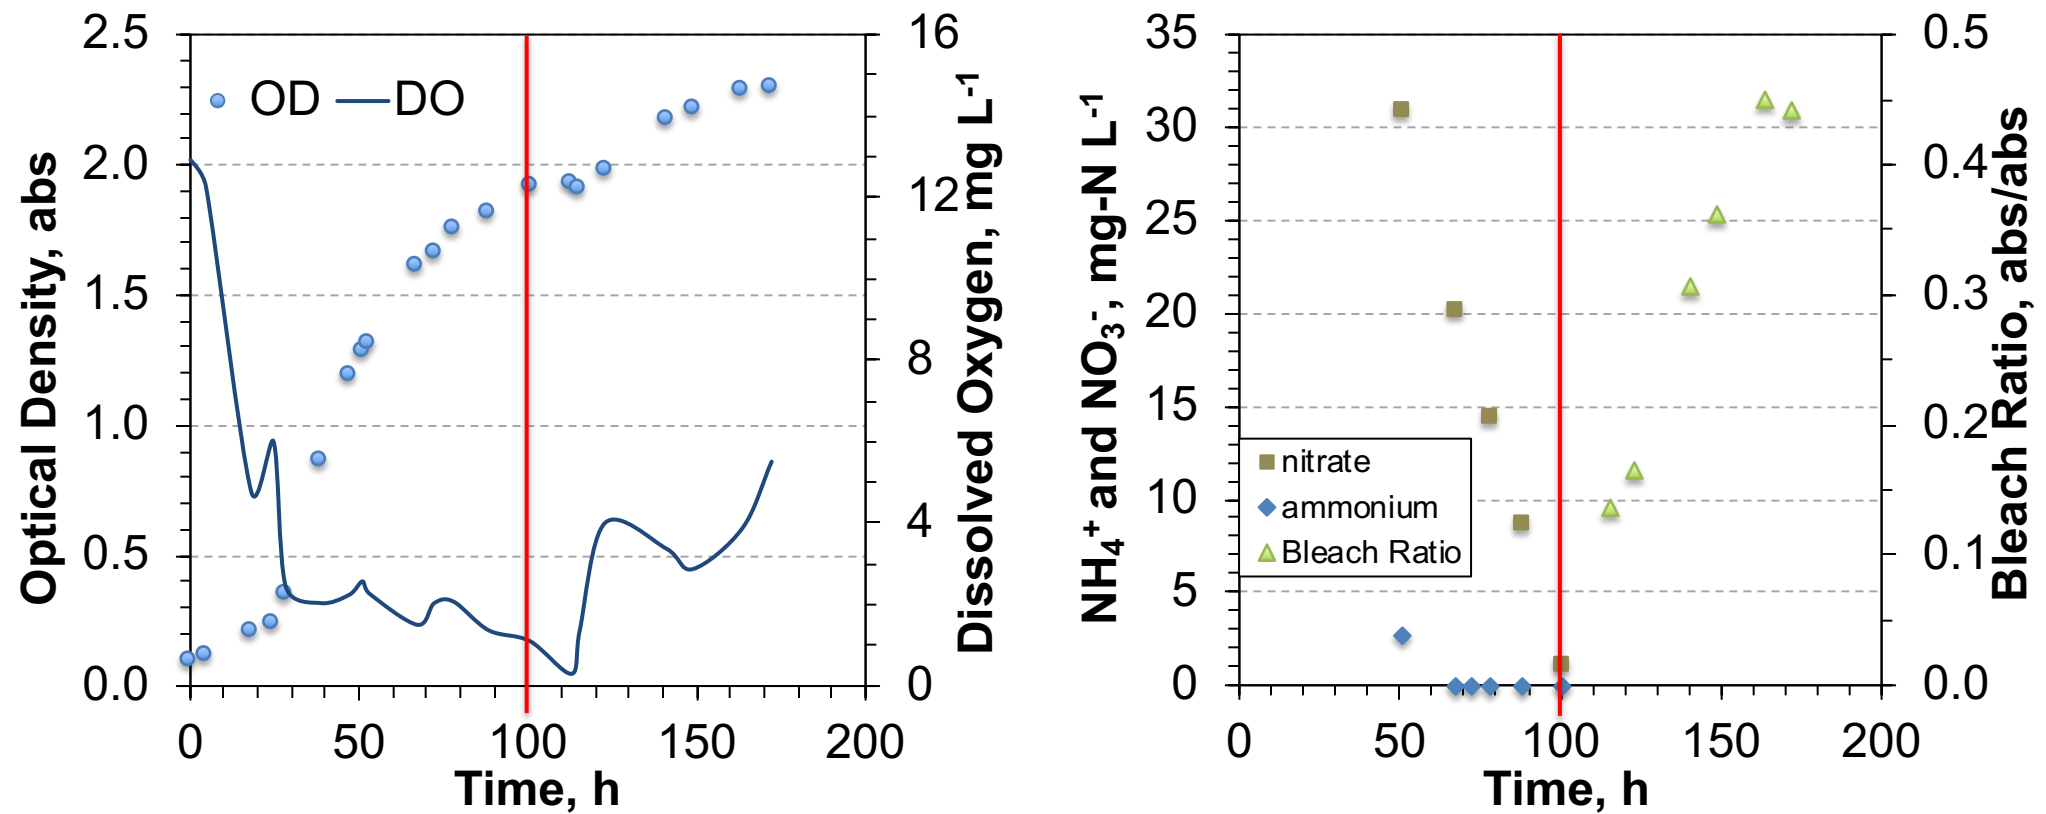 Optical Density, abs
2.5
2.0
1.5
1.0
0.5
0.0
OD DO
16
12
8
4
0
Dissolved Oxygen, mg L-1
0 50 100 150 200
Time, h
NH4+ and NO3-, mg-N L-1
35
30
25
20
15
10
5
0
nitrate
ammonium
Bleach Ratio
0.5
0.4
0.3
0.2
0.1
0.0
Bleach Ratio, abs/abs
0 50 100 150 200
Time, h